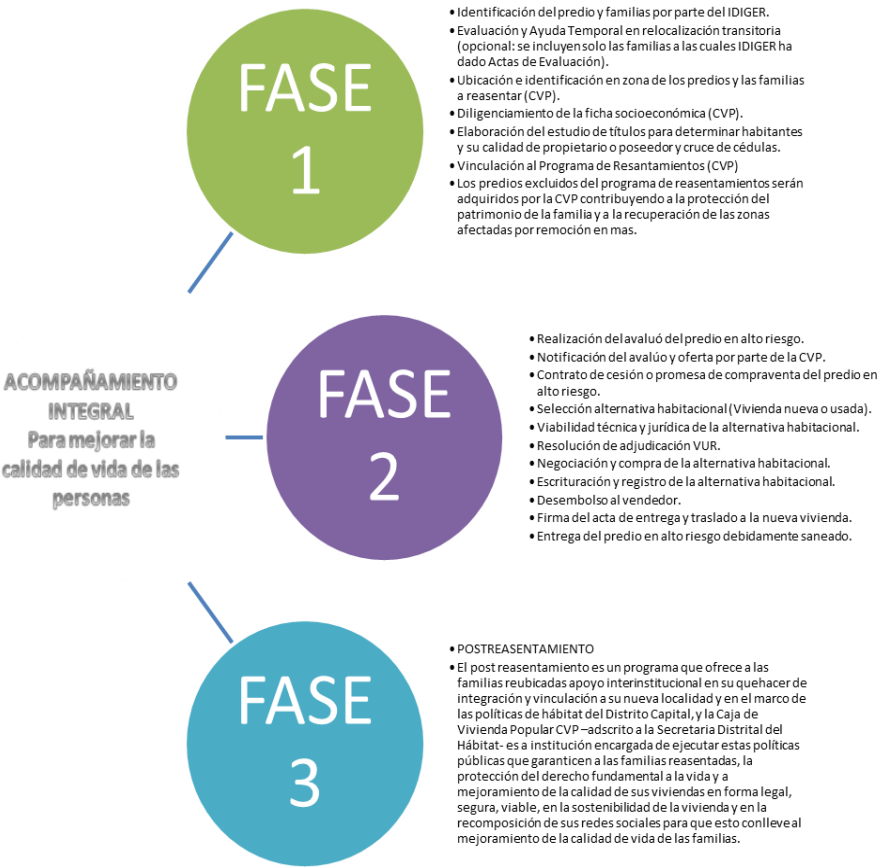 ACOMPAÑAMIENTO
INTEGRAL
Para mejorar la
calidad de vida de las
personas
FASE
1
• Identificación del predio y familias por parte del IDIGER.
• Evaluación y Ayuda Temporal en relocalización transitoria
(opcional: se incluyen solo las familias a las cuales IDIGER ha
dado Actas de Evaluación).
• Ubicación e identificación en zona de los predios y las familias
a reasentar (CVP).
• Diligenciamiento de la ficha socioeconómica (CVP).
• Elaboración del estudio de títulos para determinar habitantes
y su calidad de propietario o poseedor y cruce de cédulas.
• Vinculación al Programa de Resantamientos (CVP)
• Los predios excluidos del programa de reasentamientos serán
adquiridos por la CVP contribuyendo a la protección del
patrimonio de la familia y a la recuperación de las zonas
afectadas por remoción en mas.
FASE
2
• Realización del avaluó del predio en alto riesgo.
• Notificación del avalúo y oferta por parte de la CVP.
• Contrato de cesión o promesa de compraventa del predio en
alto riesgo.
• Selección alternativa habitacional (Vivienda nueva o usada).
• Viabilidad técnica y jurídica de la alternativa habitacional.
• Resolución de adjudicación VUR.
• Negociación y compra de la alternativa habitacional.
• Escrituración y registro de la alternativa habitacional.
• Desembolso al vendedor.
• Firma del acta de entrega y traslado a la nueva vivienda.
• Entrega del predio en alto riesgo debidamente saneado.
FASE
3
• POSTREASENTAMIENTO
• El post reasentamiento es un programa que ofrece a las
familias reubicadas apoyo interinstitucional en su quehacer de
integración y vinculación a su nueva localidad y en el marco de
las políticas de hábitat del Distrito Capital, y la Caja de
Vivienda Popular CVP –adscrito a la Secretaria Distrital del
Hábitat- es a institución encargada de ejecutar estas políticas
públicas que garanticen a las familias reasentadas, la
protección del derecho fundamental a la vida y a
mejoramiento de la calidad de sus viviendas en forma legal,
segura, viable, en la sostenibilidad de la vivienda y en la
recomposición de sus redes sociales para que esto conlleve al
mejoramiento de la calidad de vida de las familias.